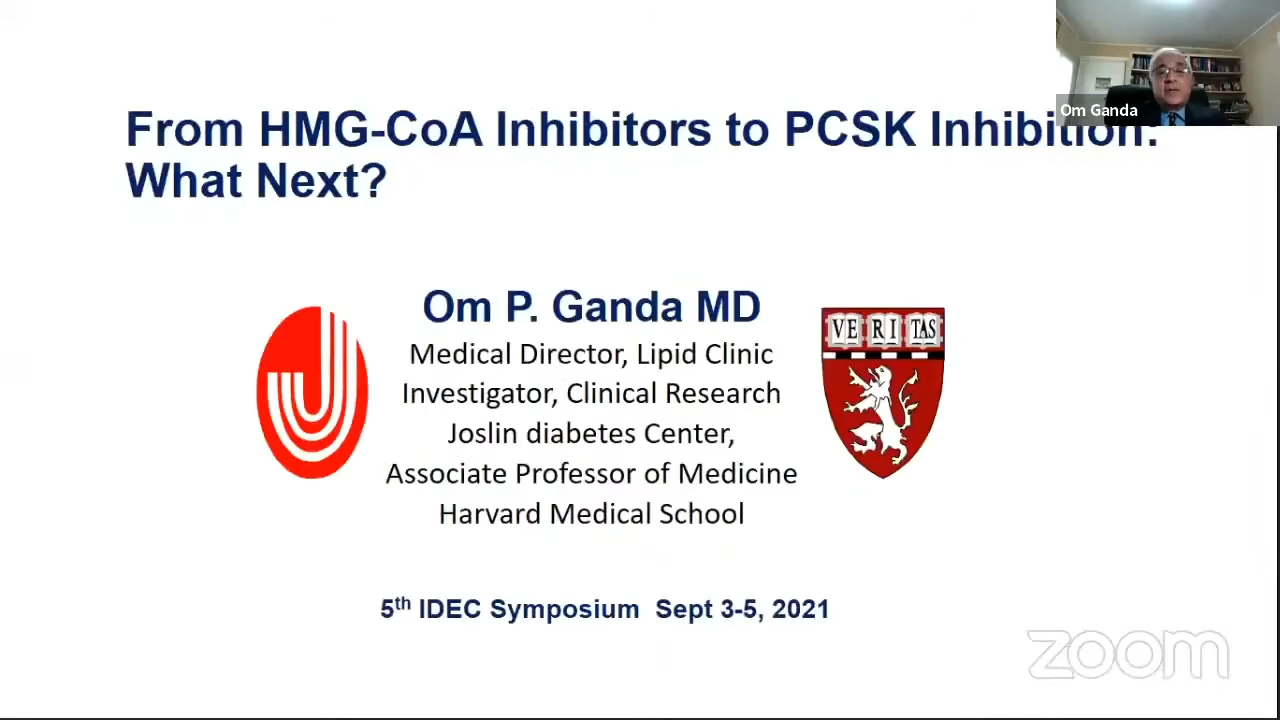 Om Ganda
From HMG-CoA Inhibitors to PCSK Inhibition:
What Next?
Om P. Ganda MD
Medical Director, Lipid Clinic
Investigator, Clinical Research
Joslin diabetes Center,
Associate Professor of Medicine
Harvard Medical School
VE RI TAS
5th IDEC Symposium Sept 3-5, 2021
zoom